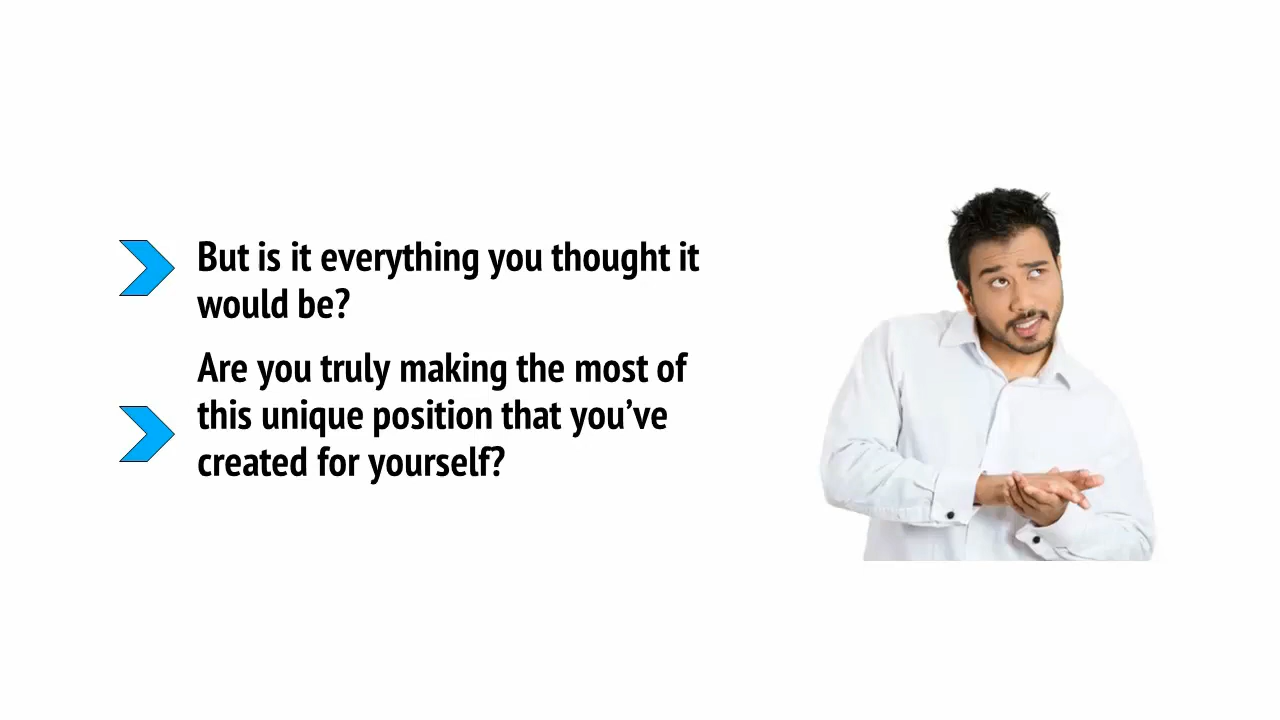 But is it everything you thought it
would be?
Are you truly making the most of
this unique position that you’ve
created for yourself?